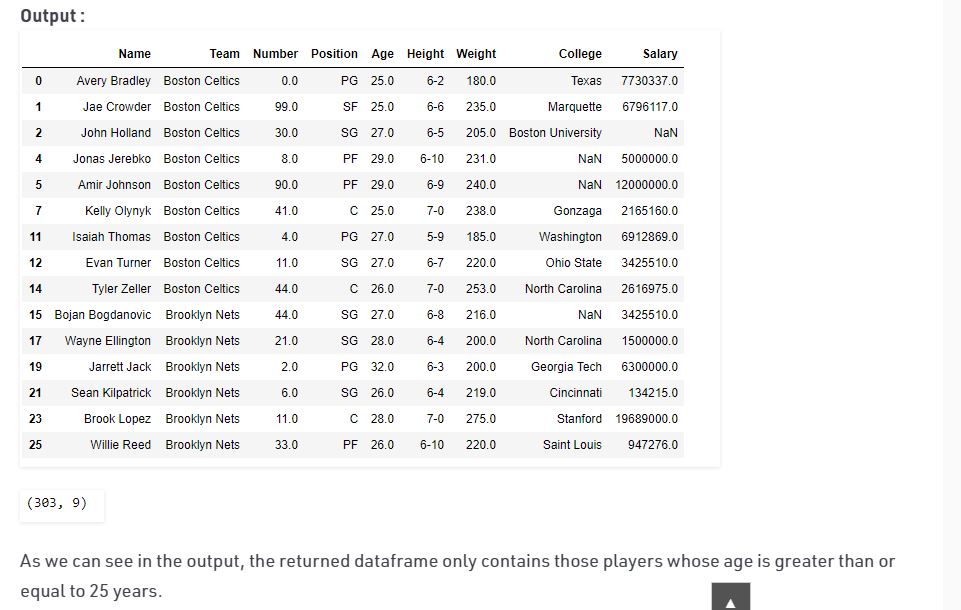 Output :
Name Team Number Position Age Height Weight College Salary
0 Avery Bradley Boston Celtics 0.0 PG 25.0 6-2 180.0 Texas 7730337.0
1 Jae Crowder Boston Celtics 99.0 SF 25.0 6-6 235.0 Marquette 6796117.0
2 John Holland Boston Celtics 30.0 SG 27.0 6-5 205.0 Boston University NaN
4 Jonas Jerebko Boston Celtics 8.0 PF 29.0 6-10 231.0 NaN 5000000.0
5 Amir Johnson Boston Celtics 90.0 PF 29.0 6-9 240.0 NaN 12000000.0
7 Kelly Olynyk Boston Celtics 41.0 C 25.0 7-0 238.0 Gonzaga 2165160.0
11 Isaiah Thomas Boston Celtics 4.0 PG 27.0 5-9 185.0 Washington 6912869.0
12 Evan Turner Boston Celtics 11.0 SG 27.0 6-7 220.0 Ohio State 3425510.0
14 Tyler Zeller Boston Celtics 44.0 C 26.0 7-0 253.0 North Carolina 2616975.0
15 Bojan Bogdanovic Brooklyn Nets 44.0 SG 27.0 6-8 216.0 NaN 3425510.0
17 Wayne Ellington Brooklyn Nets 21.0 SG 28.0 6-4 200.0 North Carolina 1500000.0
19 Jarrett Jack Brooklyn Nets 2.0 PG 32.0 6-3 200.0 Georgia Tech 6300000.0
21 Sean Kilpatrick Brooklyn Nets 6.0 SG 26.0 6-4 219.0 Cincinnati 134215.0
23 Brook Lopez Brooklyn Nets 11.0 C 28.0 7-0 275.0 Stanford 19689000.0
25 Willie Reed Brooklyn Nets 33.0 PF 26.0 6-10 220.0 Saint Louis 947276.0
(303, 9)
As we can see in the output, the returned dataframe only contains those players whose age is greater than or
equal to 25 years.